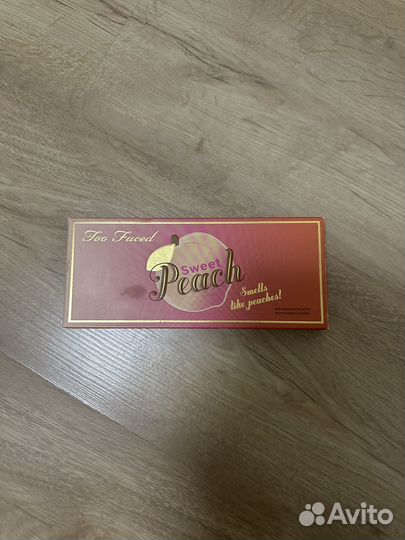 Too Faced
Sweet
Peach
Smells
like peaches!
Avito